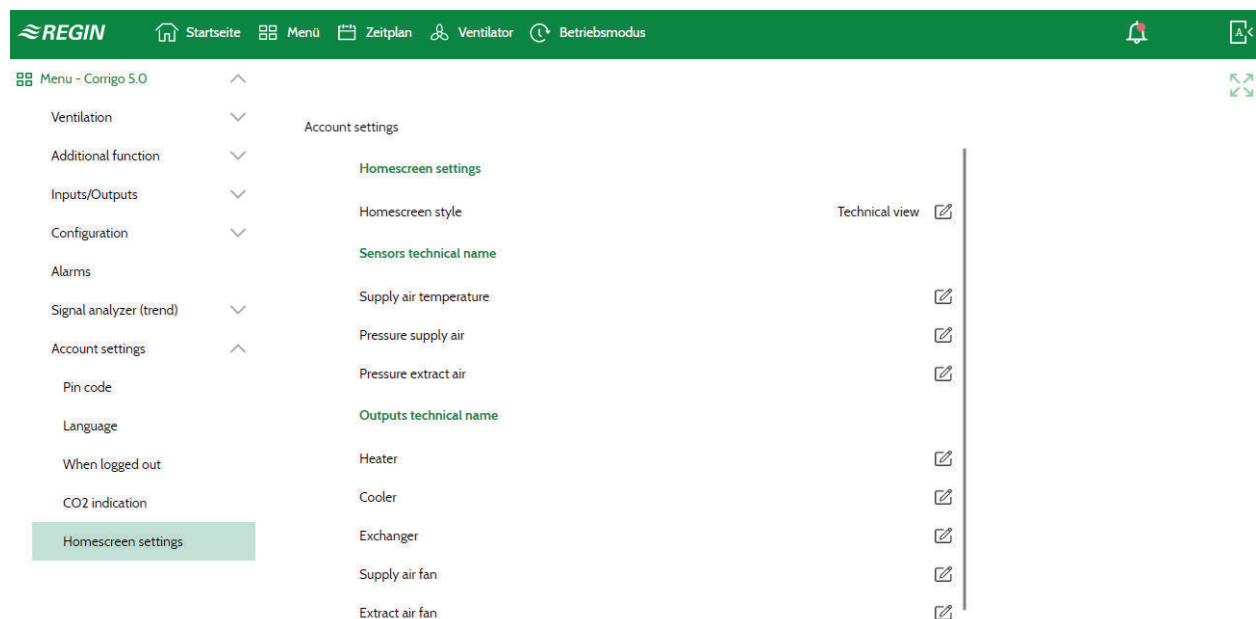 REGIN Startseite Menü Zeitplan Ventilator Betriebsmodus A
Menu - Corrigo 5.0
Ventilation
Additional function
Inputs/Outputs
Configuration
Alarms
Signal analyzer (trend)
Account settings
Pin code
Language
When logged out
CO2 indication
Homescreen settings
Account settings
Homescreen settings
Homescreen style Technical view
Sensors technical name
Supply air temperature
Pressure supply air
Pressure extract air
Outputs technical name
Heater
Cooler
Exchanger
Supply air fan
Extract air fan